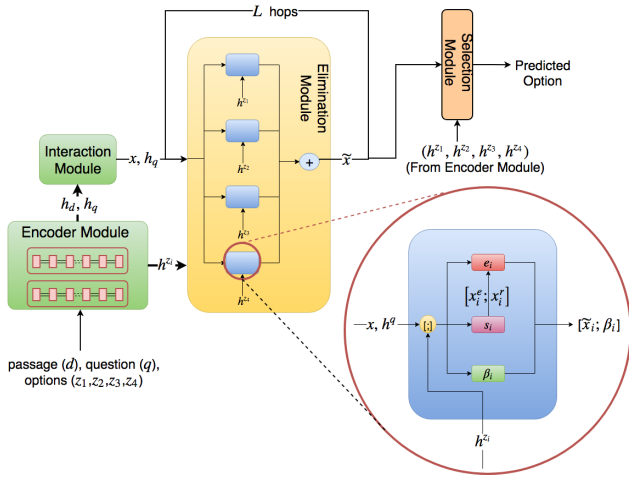 L hops
Selection Module
Predicted Option
Elimination Module
h^{z_1}
h^{z_2}
h^{z_3}
h^{z_4}
+
x̃
(h^{z_1}, h^{z_2}, h^{z_3}, h^{z_4})
(From Encoder Module)
Interaction Module
x, h_q
h_d, h_q
Encoder Module
h^{z_i}
passage (d), question (q),
options (z_1,z_2,z_3,z_4)
e_i
[x_i^e; x_i^r]
x, h^q
[;]
s_i
[x̃_i; β_i]
β_i
h^{z_i}